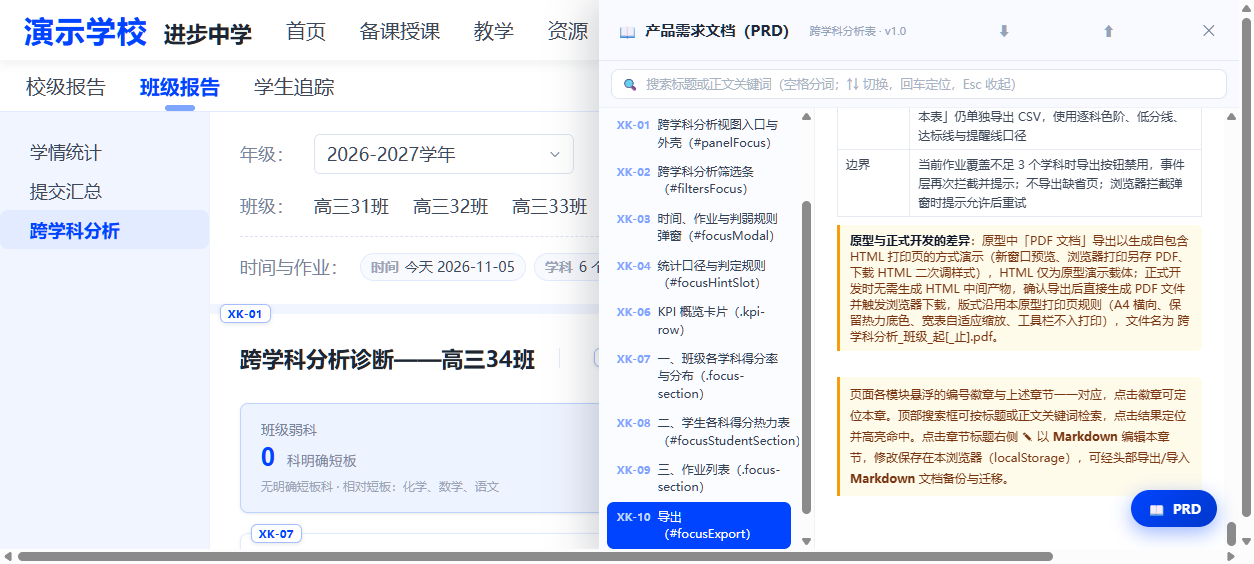 演示学校 进步中学 首页 备课授课 教学 资源
校级报告 班级报告 学生追踪
学情统计
提交汇总
跨学科分析
年级： 2026-2027学年
班级： 高三31班 高三32班 高三33班
时间与作业： 时间 今天 2026-11-05 学科 6 个
XK-01
跨学科分析诊断——高三34班
班级弱科
0 科明确短板
无明确短板科 · 相对短板：化学、数学、语文
XK-07
产品需求文档（PRD） 跨学科分析表 · v1.0
搜索标题或正文关键词（空格分词；↑↓ 切换，回车定位，Esc 收起）
XK-01 跨学科分析视图入口与
外壳（#panelFocus）
XK-02 跨学科分析筛选条
（#filtersFocus）
XK-03 时间、作业与判弱规则
弹窗（#focusModal）
XK-04 统计口径与判定规则
（#focusHintSlot）
XK-06 KPI 概览卡片（.kpi-
row）
XK-07 一、班级各学科得分率
与分布（.focus-
section）
XK-08 二、学生各科得分热力表
（#focusStudentSection）
XK-09 三、作业列表（.focus-
section）
XK-10 导出
（#focusExport）
本表」仍单独导出 CSV，使用逐科色阶、低分线、
达标线与提醒线口径
边界 当前作业覆盖不足 3 个学科时导出按钮禁用，事件
层再次拦截并提示；不导出缺省页；浏览器拦截弹
窗时提示允许后重试
原型与正式开发的差异：原型中「PDF 文档」导出以生成自包含
HTML 打印页的方式演示（新窗口预览、浏览器打印另存 PDF、
下载 HTML 二次调样式），HTML 仅为原型演示载体；正式开
发时无需生成 HTML 中间产物，确认导出后直接生成 PDF 文件
并触发浏览器下载，版式沿用本原型打印页规则（A4 横向、保
留热力底色、宽表自适应缩放、工具栏不入打印），文件名为 跨
学科分析_班级_起[_止].pdf。
页面各模块悬浮的编号徽章与上述章节一一对应，点击徽章可定
位本章。顶部搜索框可按标题或正文关键词检索，点击结果定位
并高亮命中。点击章节标题右侧 ✎ 以 Markdown 编辑本章
节，修改保存在本浏览器（localStorage），可经头部导出/导入
Markdown 文档备份与迁移。
PRD